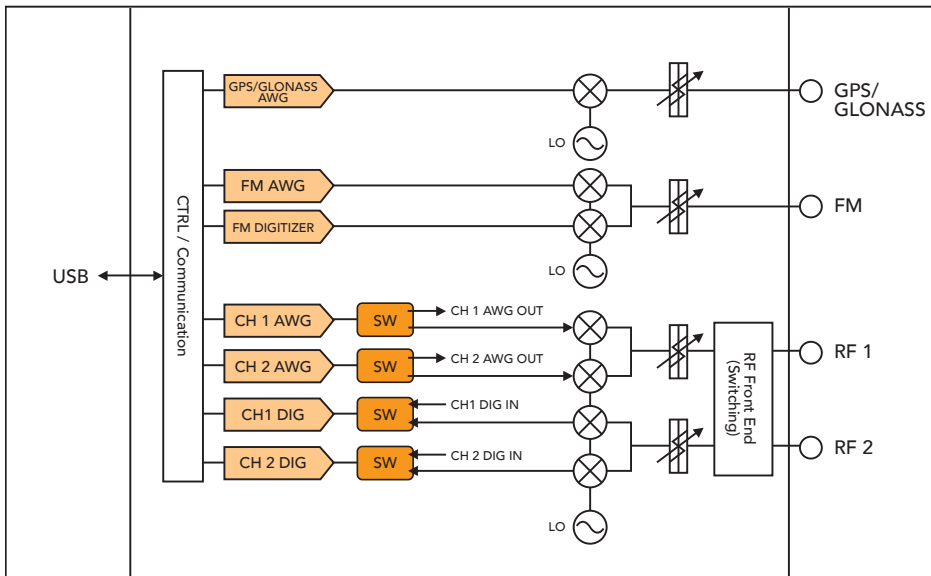 GPS/GLONASS
AWG
GPS/
GLONASS
LO
FM AWG
FM
FM DIGITIZER
LO
USB
CTRL / Communication
CH 1 AWG
SW
CH 1 AWG OUT
CH 2 AWG
SW
CH 2 AWG OUT
CH1 DIG
SW
CH1 DIG IN
CH 2 DIG
SW
CH 2 DIG IN
LO
RF Front End
(Switching)
RF 1
RF 2